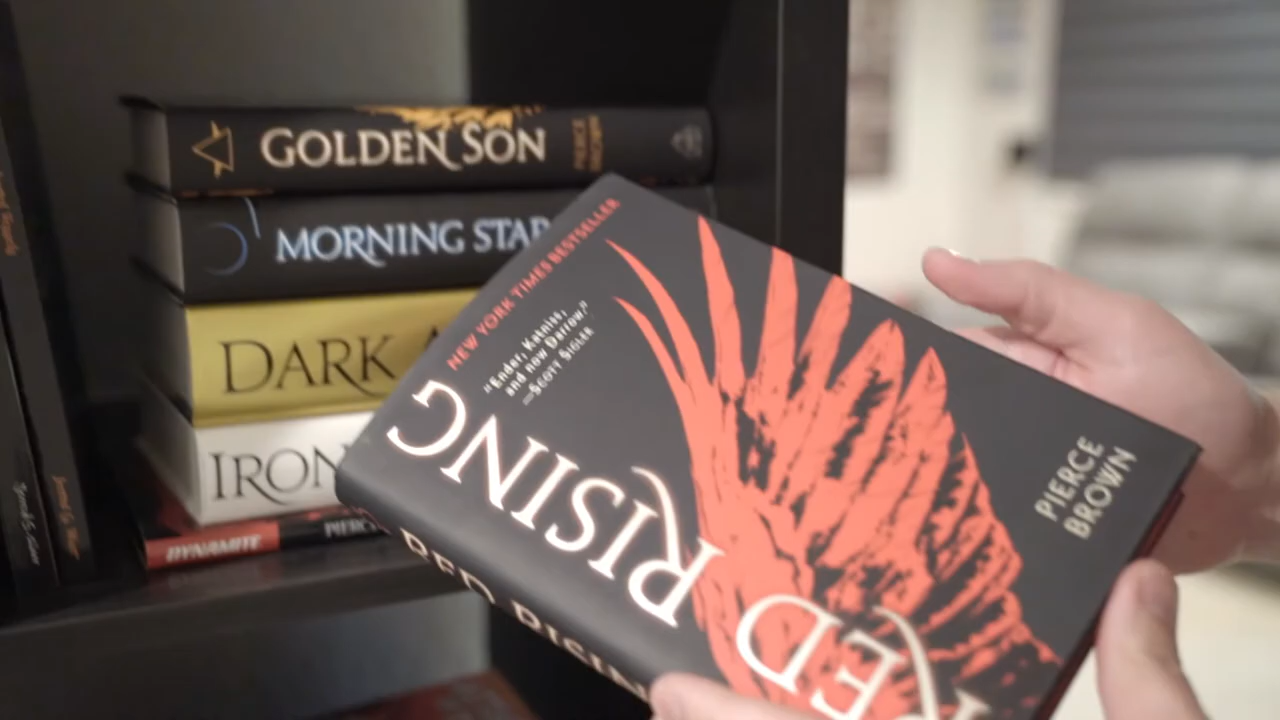 GOLDEN SON
PIERCE
BROWN
MORNING STAR
DARK A
IRON
DYNAMITE
PIERC
NEW YORK TIMES BESTSELLER
"Ender, Katniss,
and now Darrow."
—SCOTT SIGLER
RED
RISING
PIERCE
BROWN
RED RISIN